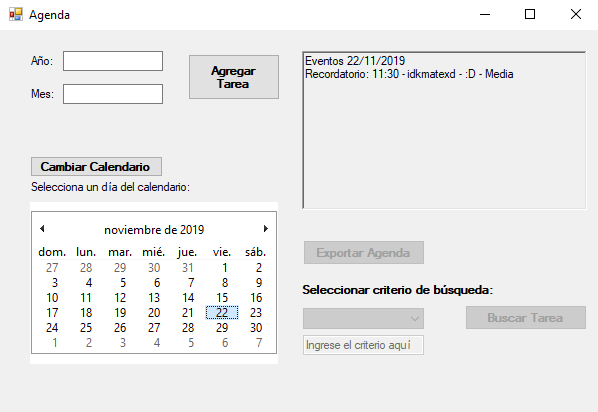 Agenda
Año:
Mes:
Agregar
Tarea
Eventos 22/11/2019
Recordatorio: 11:30 - idkmatexd - :D - Media
Cambiar Calendario
Selecciona un día del calendario:
noviembre de 2019
dom. lun. mar. mié. jue. vie. sáb.
27 28 29 30 31 1 2
3 4 5 6 7 8 9
10 11 12 13 14 15 16
17 18 19 20 21 22 23
24 25 26 27 28 29 30
1 2 3 4 5 6 7
Exportar Agenda
Seleccionar criterio de búsqueda:
Buscar Tarea
Ingrese el criterio aquí